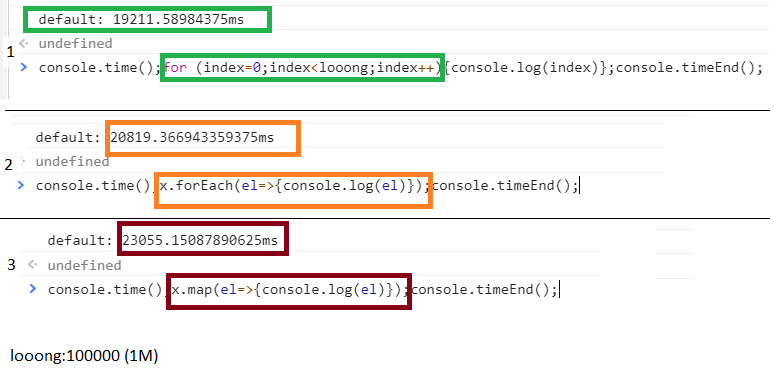 default: 19211.58984375ms
undefined
1
console.time();for (index=0;index<looong;index++){console.log(index)};console.timeEnd();
default: 20819.366943359375ms
2
undefined
console.time();x.forEach(el=>{console.log(el)});console.timeEnd();
default: 23055.15087890625ms
3
undefined
console.time();x.map(el=>{console.log(el)});console.timeEnd();
looong:100000 (1M)